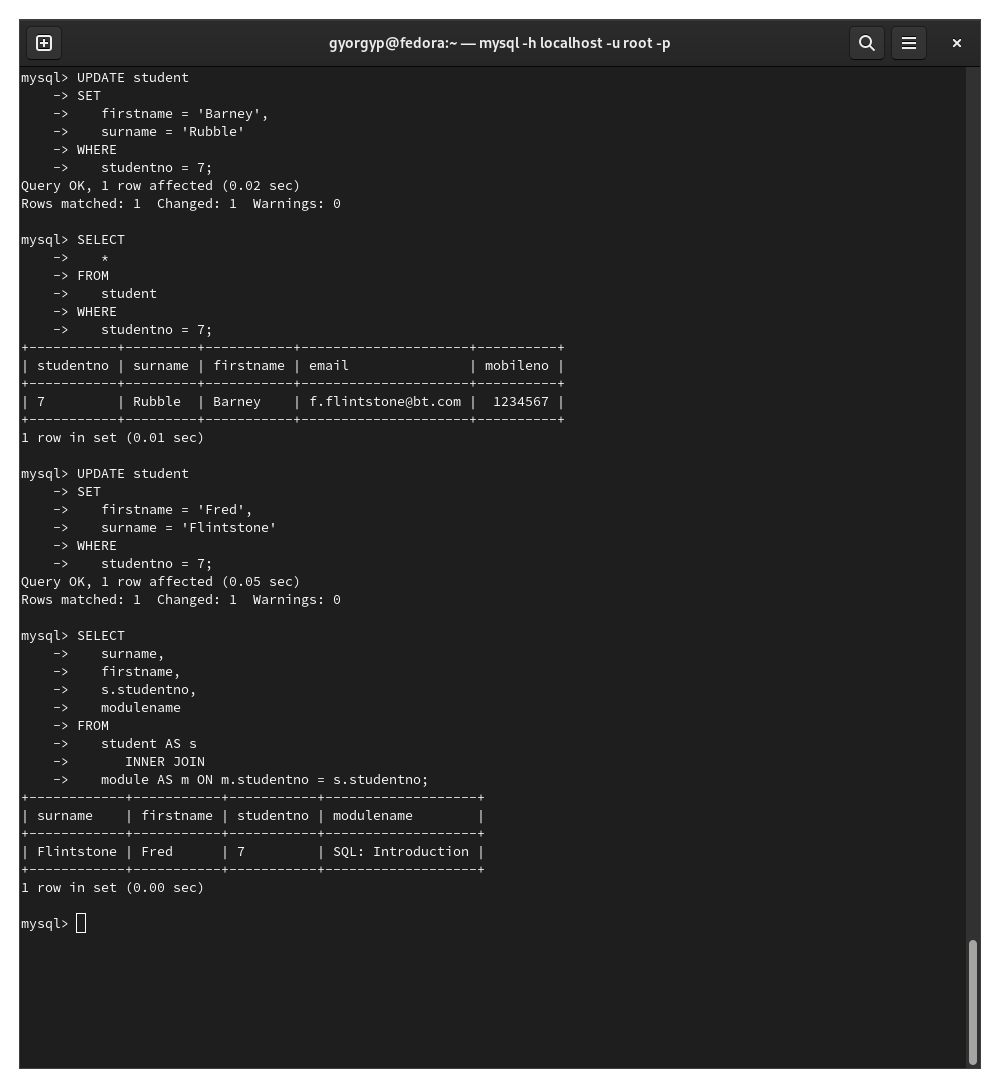 gyorgyp@fedora:~ — mysql -h localhost -u root -p
mysql> UPDATE student
    -> SET
    ->    firstname = 'Barney',
    ->    surname = 'Rubble'
    -> WHERE
    ->    studentno = 7;
Query OK, 1 row affected (0.02 sec)
Rows matched: 1  Changed: 1  Warnings: 0

mysql> SELECT
    ->    *
    -> FROM
    ->    student
    -> WHERE
    ->    studentno = 7;
+-----------+---------+-----------+---------------------+----------+
| studentno | surname | firstname | email               | mobileno |
+-----------+---------+-----------+---------------------+----------+
| 7         | Rubble  | Barney    | f.flintstone@bt.com |  1234567 |
+-----------+---------+-----------+---------------------+----------+
1 row in set (0.01 sec)

mysql> UPDATE student
    -> SET
    ->    firstname = 'Fred',
    ->    surname = 'Flintstone'
    -> WHERE
    ->    studentno = 7;
Query OK, 1 row affected (0.05 sec)
Rows matched: 1  Changed: 1  Warnings: 0

mysql> SELECT
    ->    surname,
    ->    firstname,
    ->    s.studentno,
    ->    modulename
    -> FROM
    ->    student AS s
    ->       INNER JOIN
    ->    module AS m ON m.studentno = s.studentno;
+------------+-----------+-----------+-------------------+
| surname    | firstname | studentno | modulename        |
+------------+-----------+-----------+-------------------+
| Flintstone | Fred      | 7         | SQL: Introduction |
+------------+-----------+-----------+-------------------+
1 row in set (0.00 sec)

mysql>